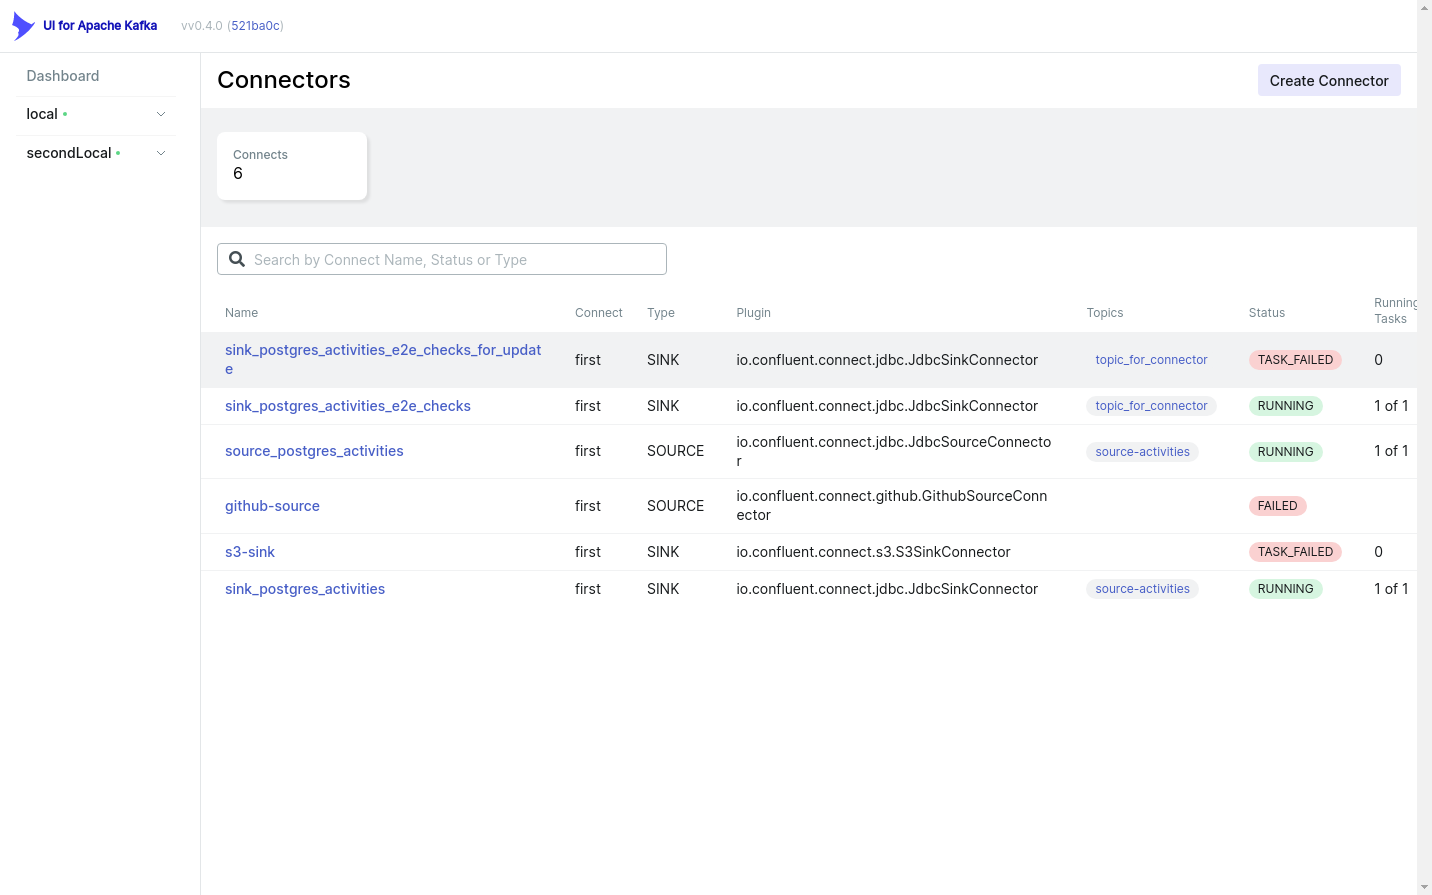 UI for Apache Kafka
vv0.4.0 (521ba0c)
Dashboard
local
secondLocal
Connectors
Create Connector
Connects
6
Search by Connect Name, Status or Type
Name Connect Type Plugin Topics Status Running Tasks
sink_postgres_activities_e2e_checks_for_updat
e
first SINK io.confluent.connect.jdbc.JdbcSinkConnector topic_for_connector TASK_FAILED 0
sink_postgres_activities_e2e_checks first SINK io.confluent.connect.jdbc.JdbcSinkConnector topic_for_connector RUNNING 1 of 1
source_postgres_activities first SOURCE io.confluent.connect.jdbc.JdbcSourceConnecto
r
source-activities RUNNING 1 of 1
github-source first SOURCE io.confluent.connect.github.GithubSourceConn
ector
FAILED
s3-sink first SINK io.confluent.connect.s3.S3SinkConnector TASK_FAILED 0
sink_postgres_activities first SINK io.confluent.connect.jdbc.JdbcSinkConnector source-activities RUNNING 1 of 1